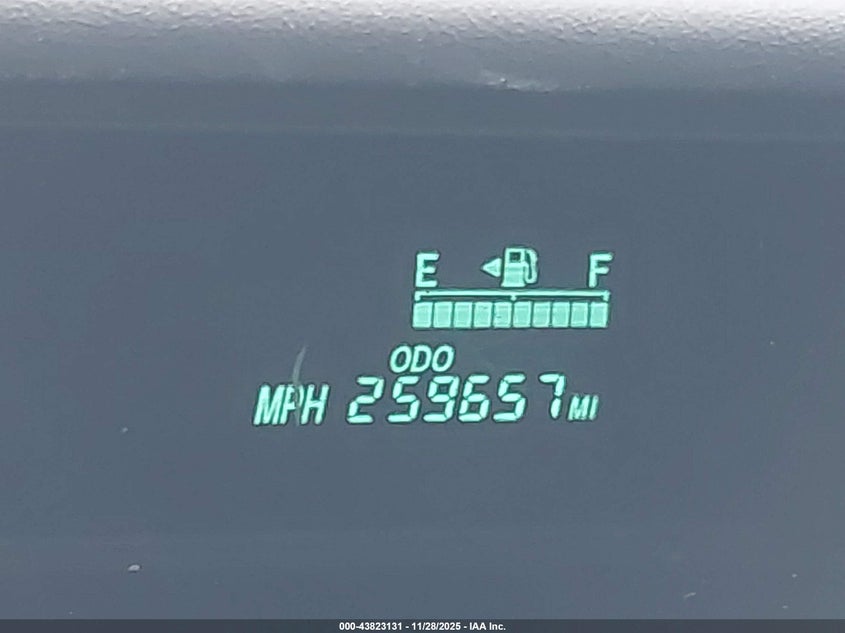 E F
ODO
MPH 259657 MI
000-43823131 - 11/28/2025 - IAA Inc.